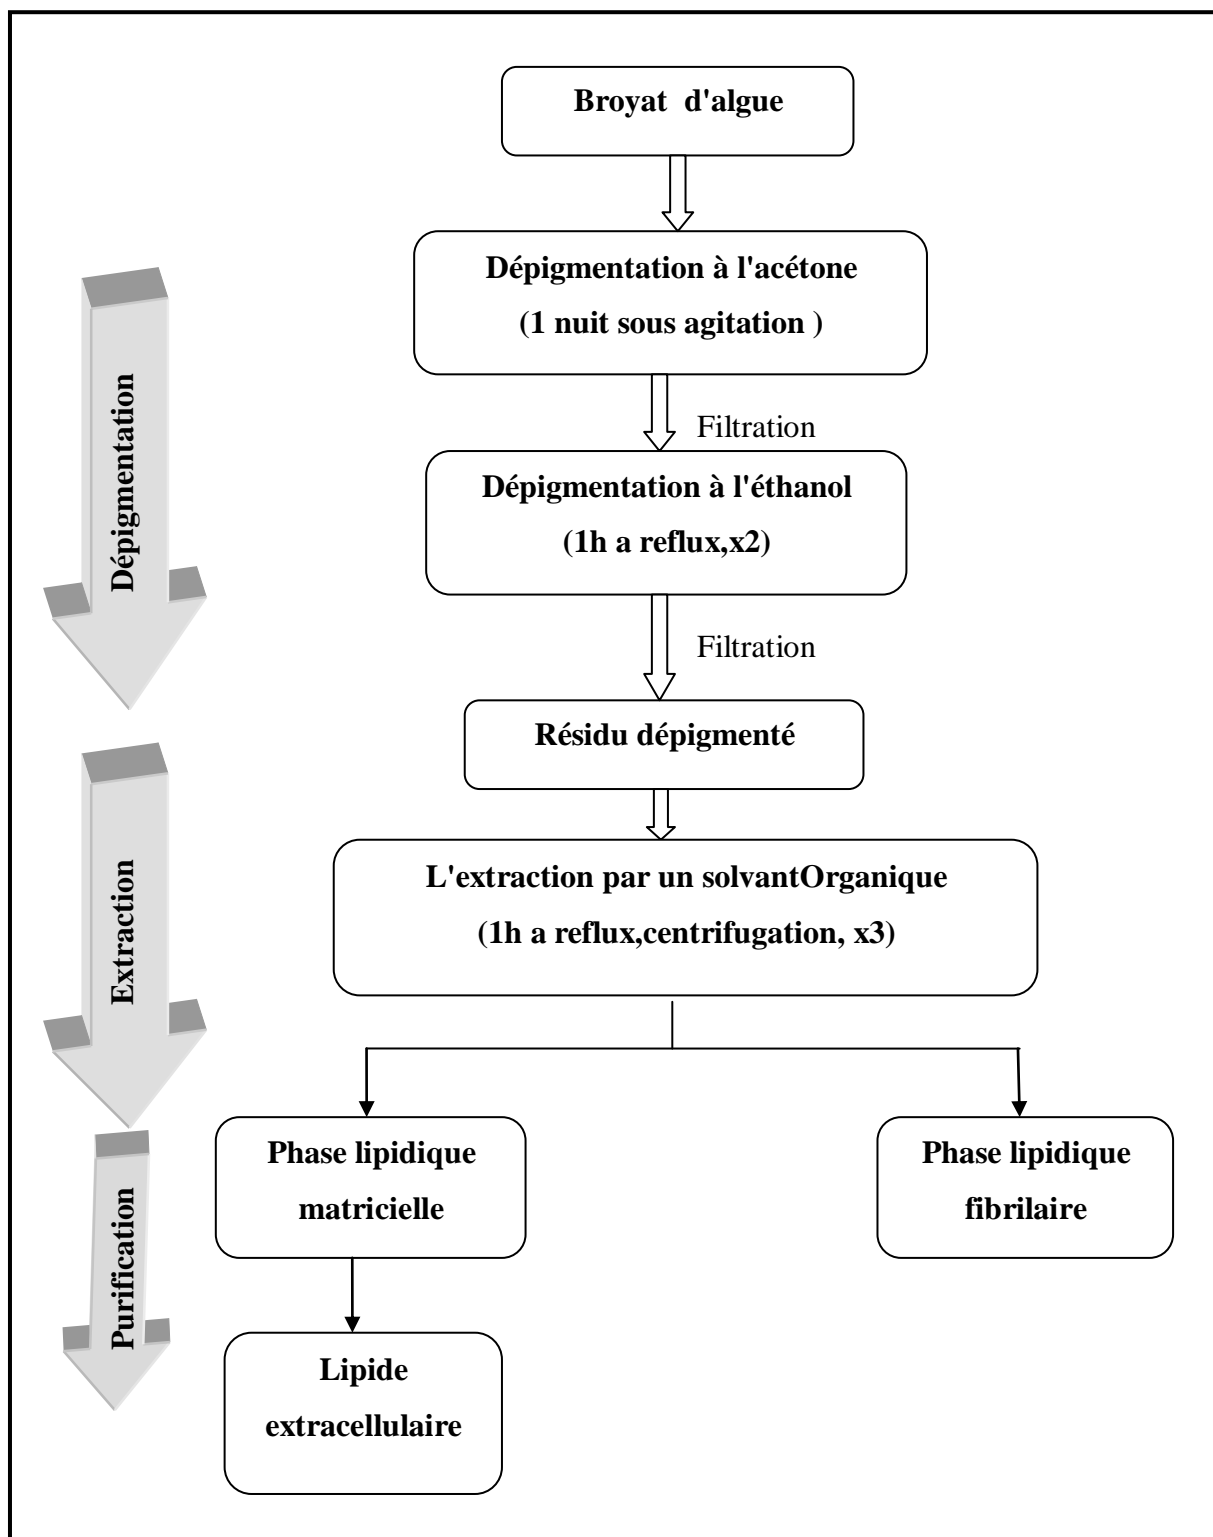 Broyat d'algue
Dépigmentation à l'acétone
(1 nuit sous agitation )
Filtration
Dépigmentation à l'éthanol
(1h a reflux,x2)
Filtration
Résidu dépigmenté
Dépigmentation
L'extraction par un solvantOrganique
(1h a reflux,centrifugation, x3)
Extraction
Phase lipidique
matricielle
Phase lipidique
fibrilaire
Purification
Lipide
extracellulaire